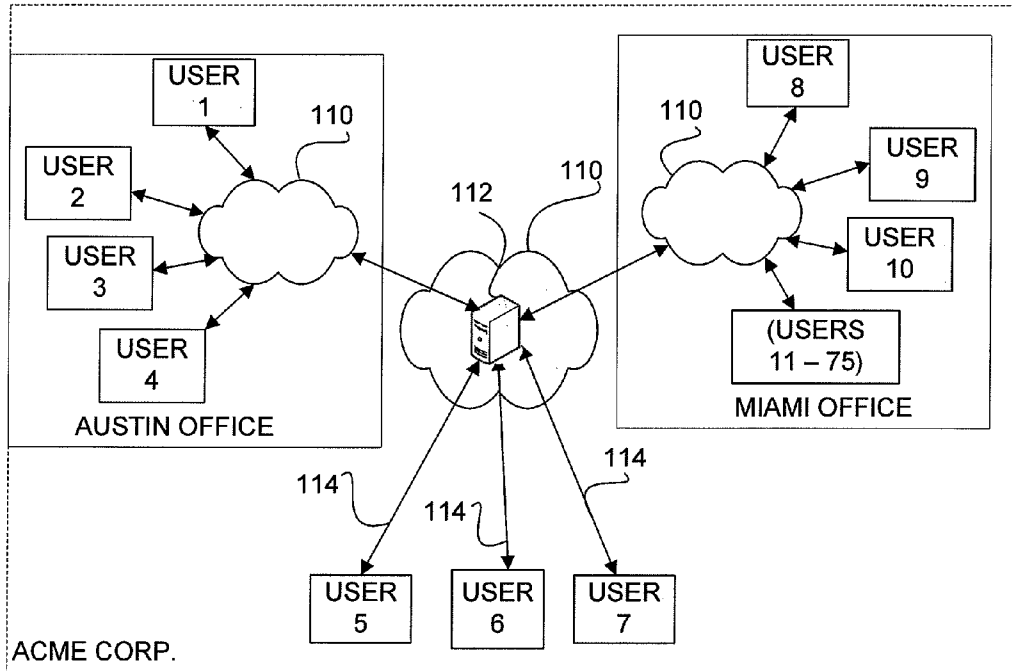 USER
1
USER
2
USER
3
USER
4
AUSTIN OFFICE
110
112
110
110
USER
8
USER
9
USER
10
(USERS
11 – 75)
MIAMI OFFICE
114
114
114
USER
5
USER
6
USER
7
ACME CORP.